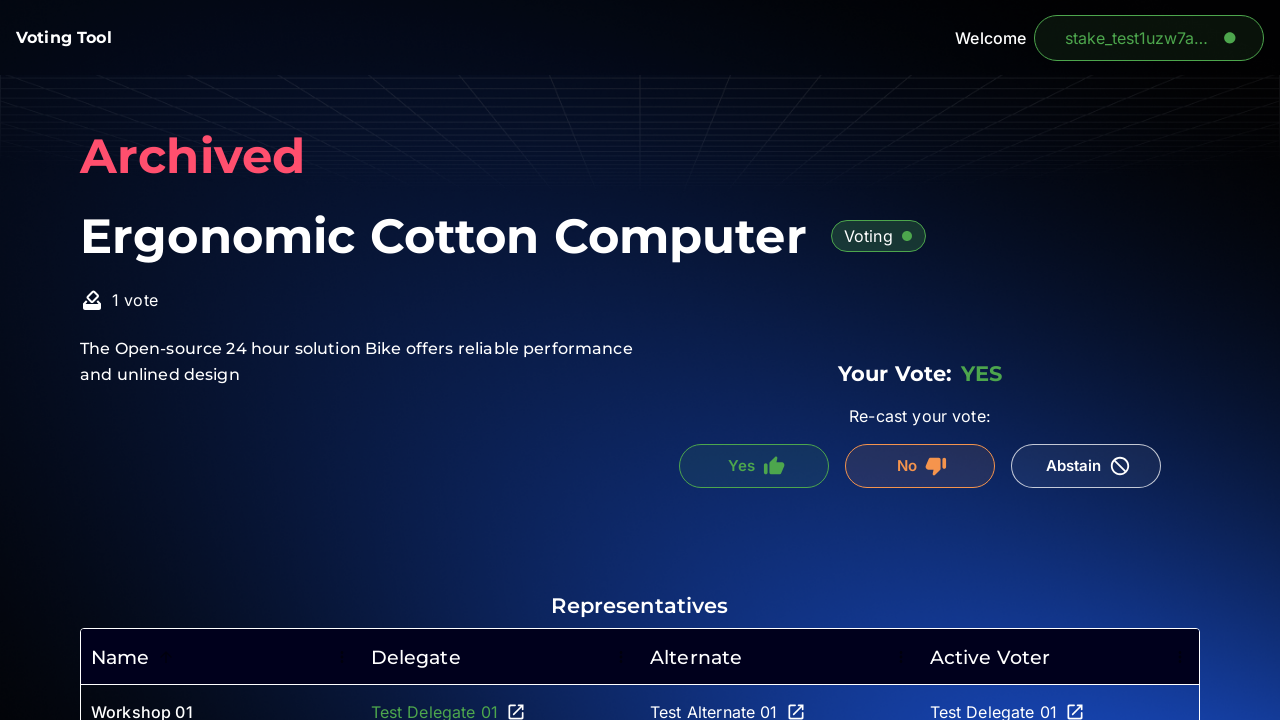 Voting Tool
Welcome stake_test1uzw7a...
Archived
Ergonomic Cotton Computer Voting
1 vote
The Open-source 24 hour solution Bike offers reliable performance
and unlined design
Your Vote: YES
Re-cast your vote:
Yes No Abstain
Representatives
Name Delegate Alternate Active Voter
Workshop 01 Test Delegate 01 Test Alternate 01 Test Delegate 01